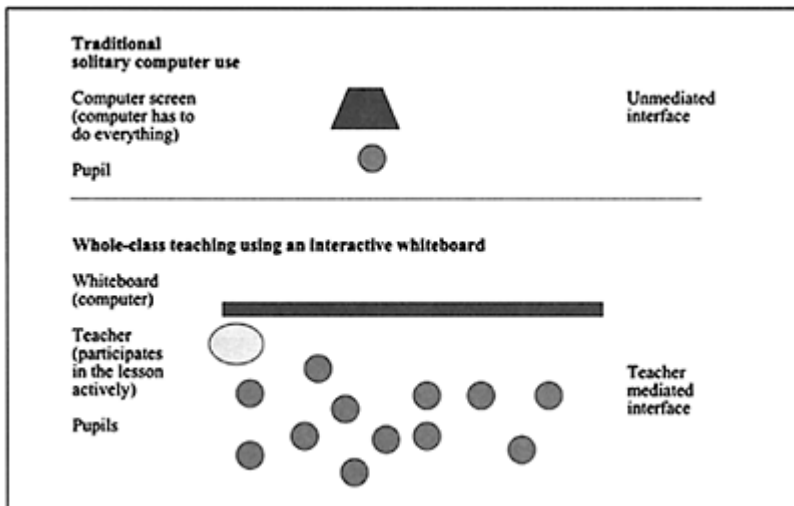 Traditional
solitary computer use
Computer screen
(computer has to
do everything)
Unmediated
interface
Pupil
Whole-class teaching using an interactive whiteboard
Whiteboard
(computer)
Teacher
(participates
in the lesson
actively)
Teacher
mediated
interface
Pupils